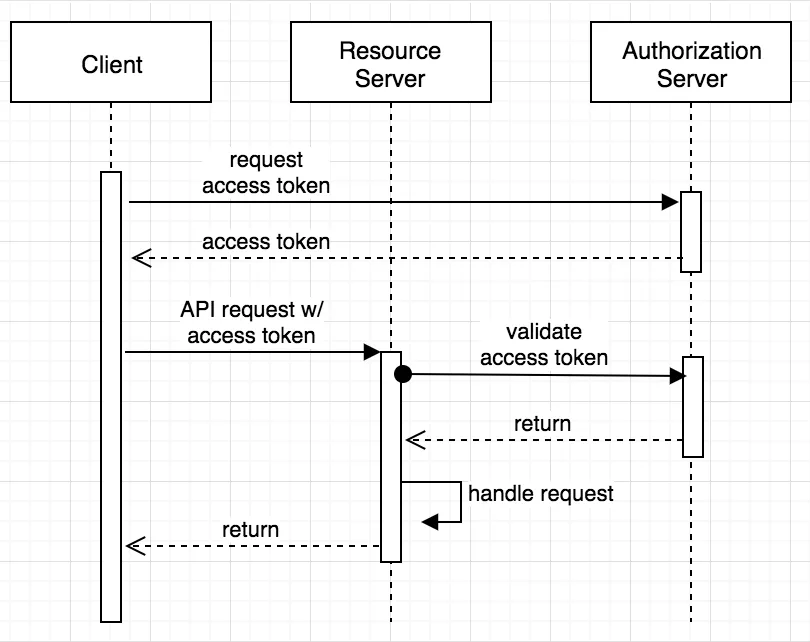 Client
Resource
Server
Authorization
Server
request
access token
access token
API request w/
access token
validate
access token
return
handle request
return